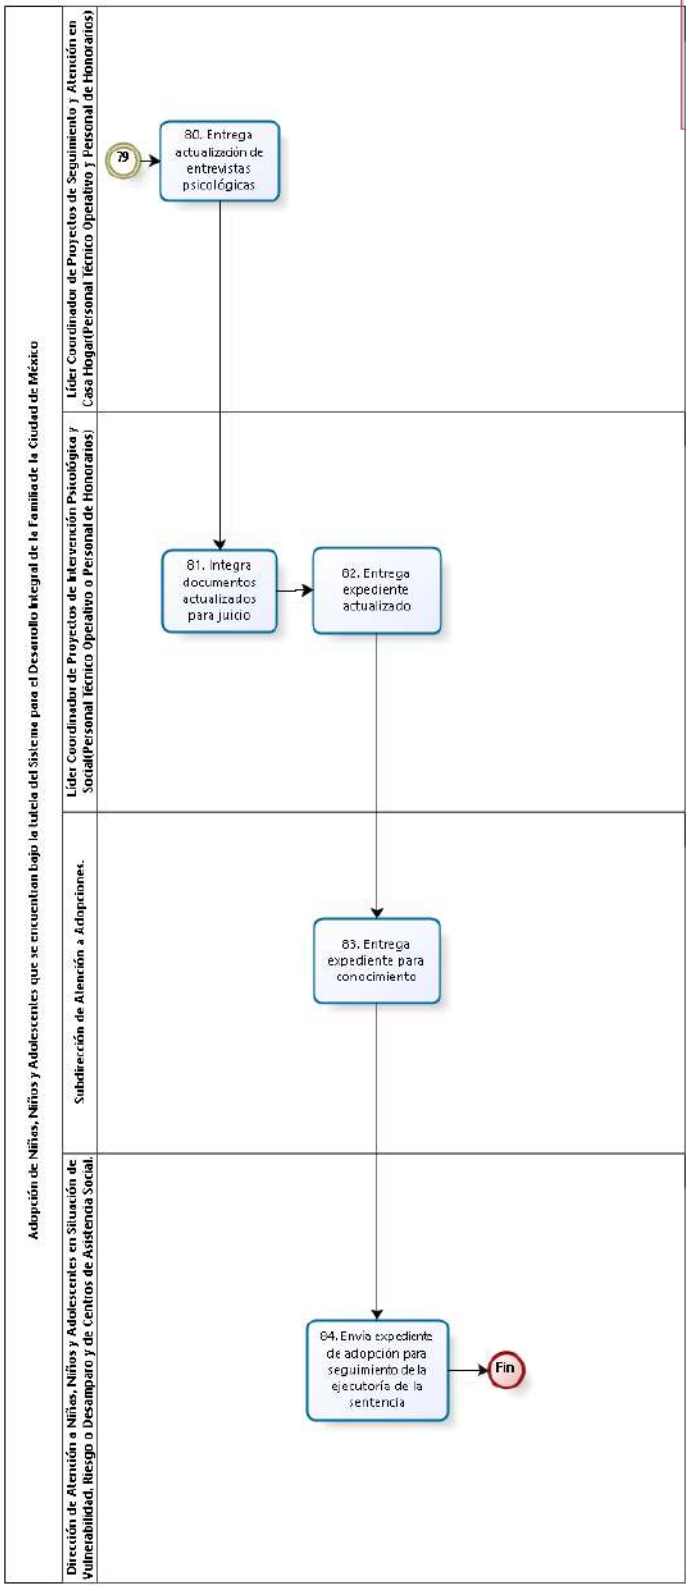 Adopción de Niñas, Niños y Adolescentes que se encuentran bajo la tutela del Sistema para el Desarrollo Integral de la Familia de la Ciudad de México
Líder Coordinador de Proyectos de Seguimiento y Atención en
Casa Hogar(Personal Técnico Operativo y Personal de Honorarios)
79
80. Entrega
actualización de
entrevistas
psicológicas
Líder Coordinador de Proyectos de Intervención Psicológica y
Social(Personal Técnico Operativo o Personal de Honorarios)
81. Integra
documentos
actualizados
para juicio
82. Entrega
expediente
actualizado
Subdirección de Atención a Adopciones.
83. Entrega
expediente para
conocimiento
Dirección de Atención a Niñas, Niños y Adolescentes en Situación de
Vulnerabilidad, Riesgo o Desamparo y de Centros de Asistencia Social.
84. Envía expediente
de adopción para
seguimiento de la
ejecutoría de la
sentencia
Fin